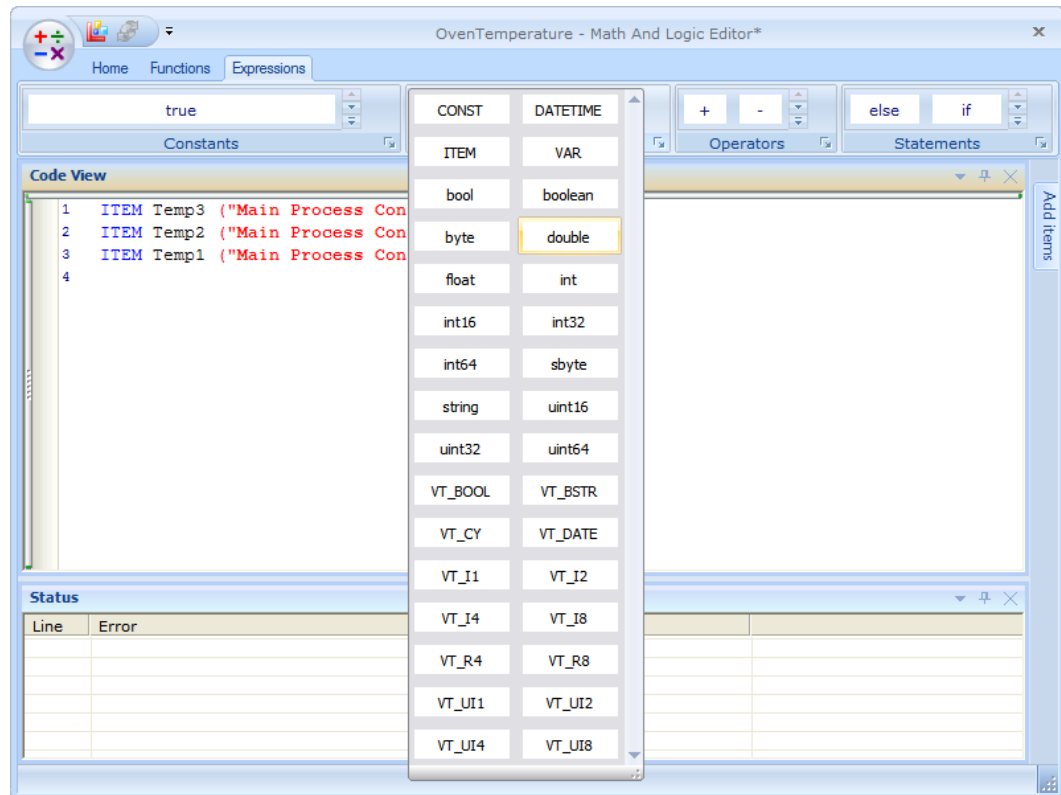 OvenTemperature - Math And Logic Editor*
Home Functions Expressions
true
Constants
+ -
Operators
else if
Statements
CONST DATETIME
ITEM VAR
bool boolean
byte double
float int
int16 int32
int64 sbyte
string uint16
uint32 uint64
VT_BOOL VT_BSTR
VT_CY VT_DATE
VT_I1 VT_I2
VT_I4 VT_I8
VT_R4 VT_R8
VT_UI1 VT_UI2
VT_UI4 VT_UI8
Code View
1 ITEM Temp3 ("Main Process Con
2 ITEM Temp2 ("Main Process Con
3 ITEM Temp1 ("Main Process Con
4
Add items
Status
Line Error